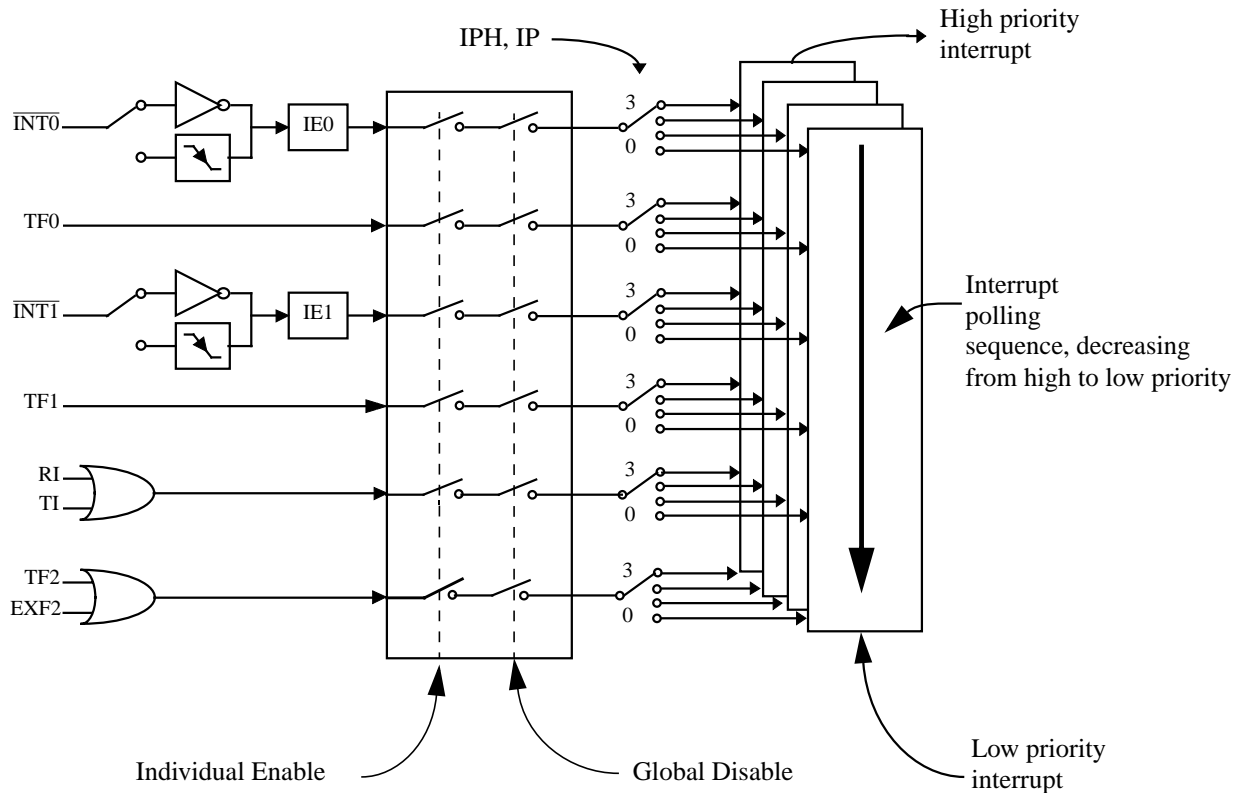 High priority
interrupt
IPH, IP
INT0
IE0
3
0
TF0
3
0
INT1
IE1
3
0
Interrupt
polling
sequence, decreasing
from high to low priority
TF1
3
0
RI
TI
3
0
TF2
EXF2
3
0
Individual Enable
Global Disable
Low priority
interrupt